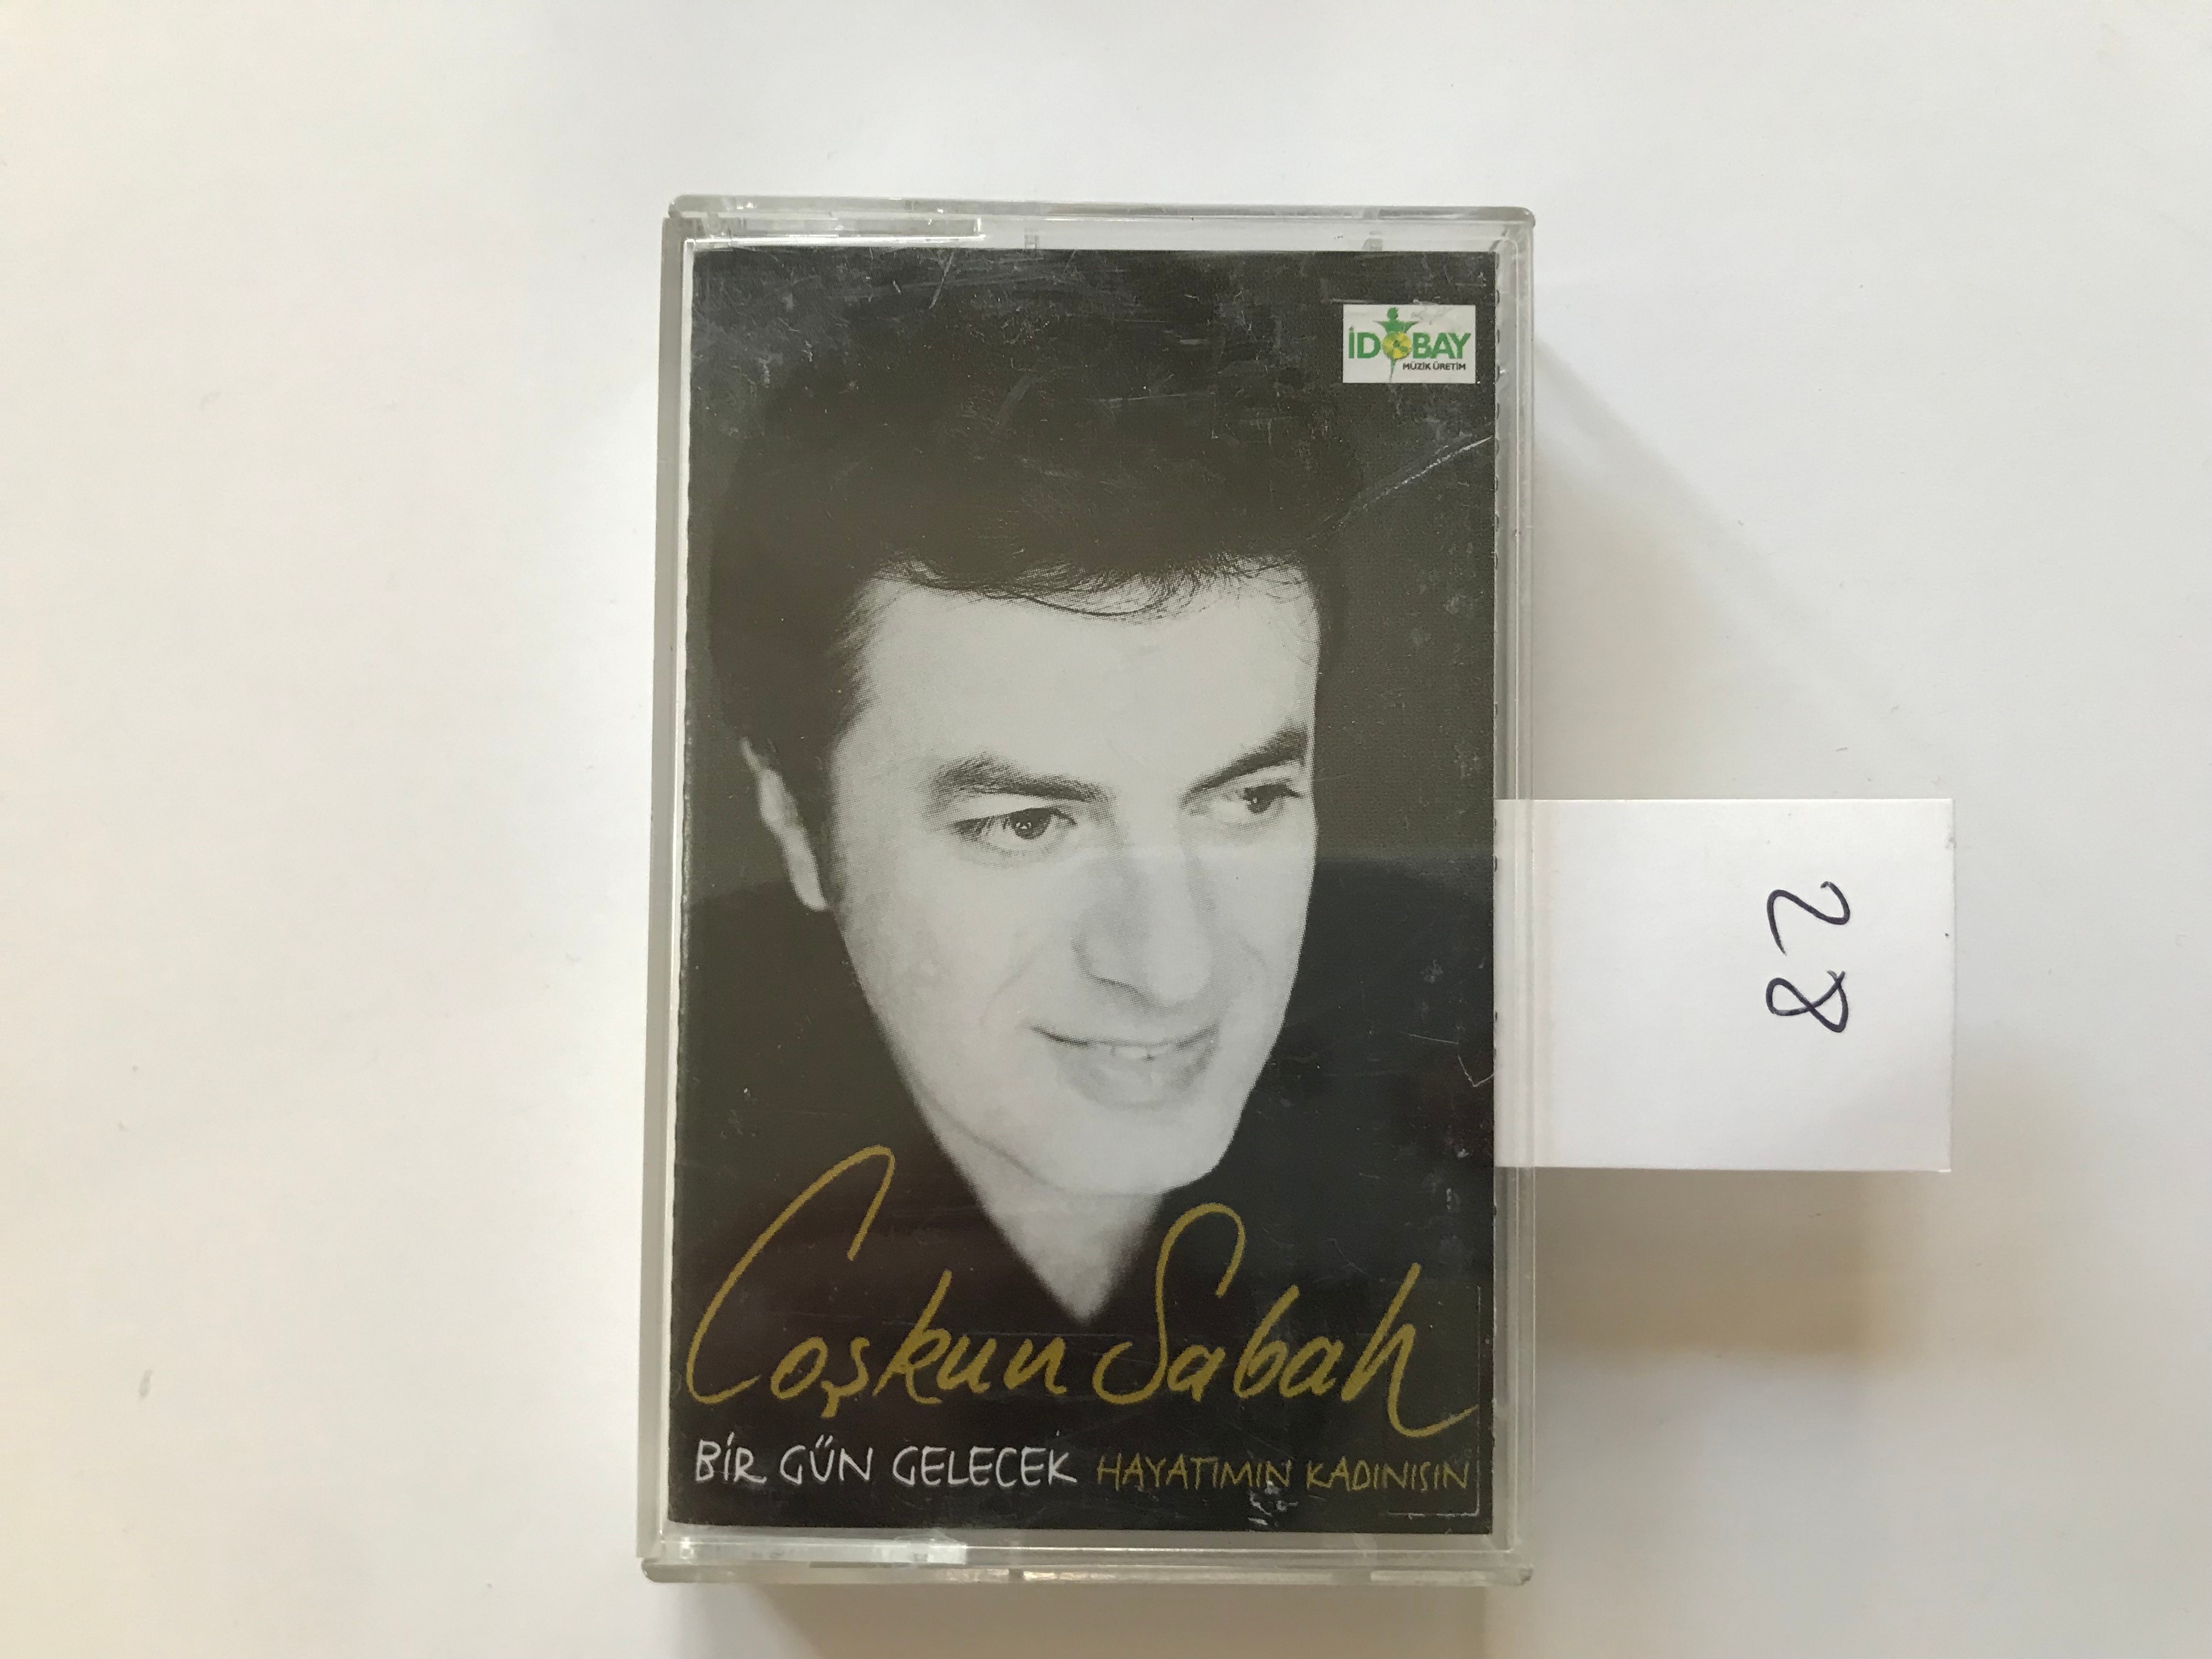 İDOBAY
MÜZİK ÜRETİM
28
Coşkun Sabah
BİR GÜN GELECEK HAYATIMIN KADINISIN